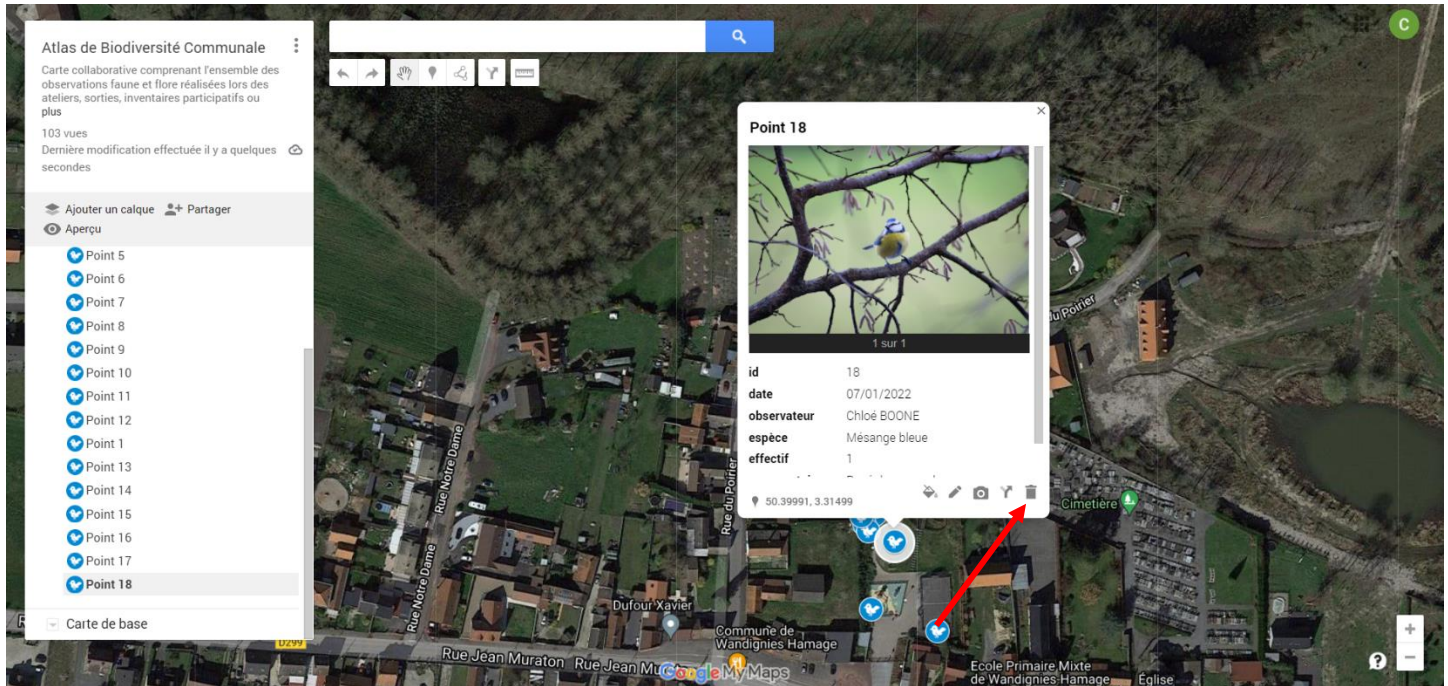 Atlas de Biodiversité Communale
Carte collaborative comprenant l'ensemble des
observations faune et flore réalisées lors des
ateliers, sorties, inventaires participatifs ou
plus
103 vues
Dernière modification effectuée il y a quelques
secondes
Ajouter un calque Partager
Aperçu
Point 5
Point 6
Point 7
Point 8
Point 9
Point 10
Point 11
Point 12
Point 1
Point 13
Point 14
Point 15
Point 16
Point 17
Point 18
Carte de base
C
Point 18
1 sur 1
id 18
date 07/01/2022
observateur Chloé BOONE
espèce Mésange bleue
effectif 1
50.39991, 3.31499
du Poirier
Cimetière
Rue Notre Dame
Rue du Poirier
Rue Notre Dame
Dufour Xavier
Commune de
Wandignies Hamage
D299
Rue Jean Muraton
Rue Jean
Google My Maps
Ecole Primaire Mixte
de Wandignies-Hamage
Église